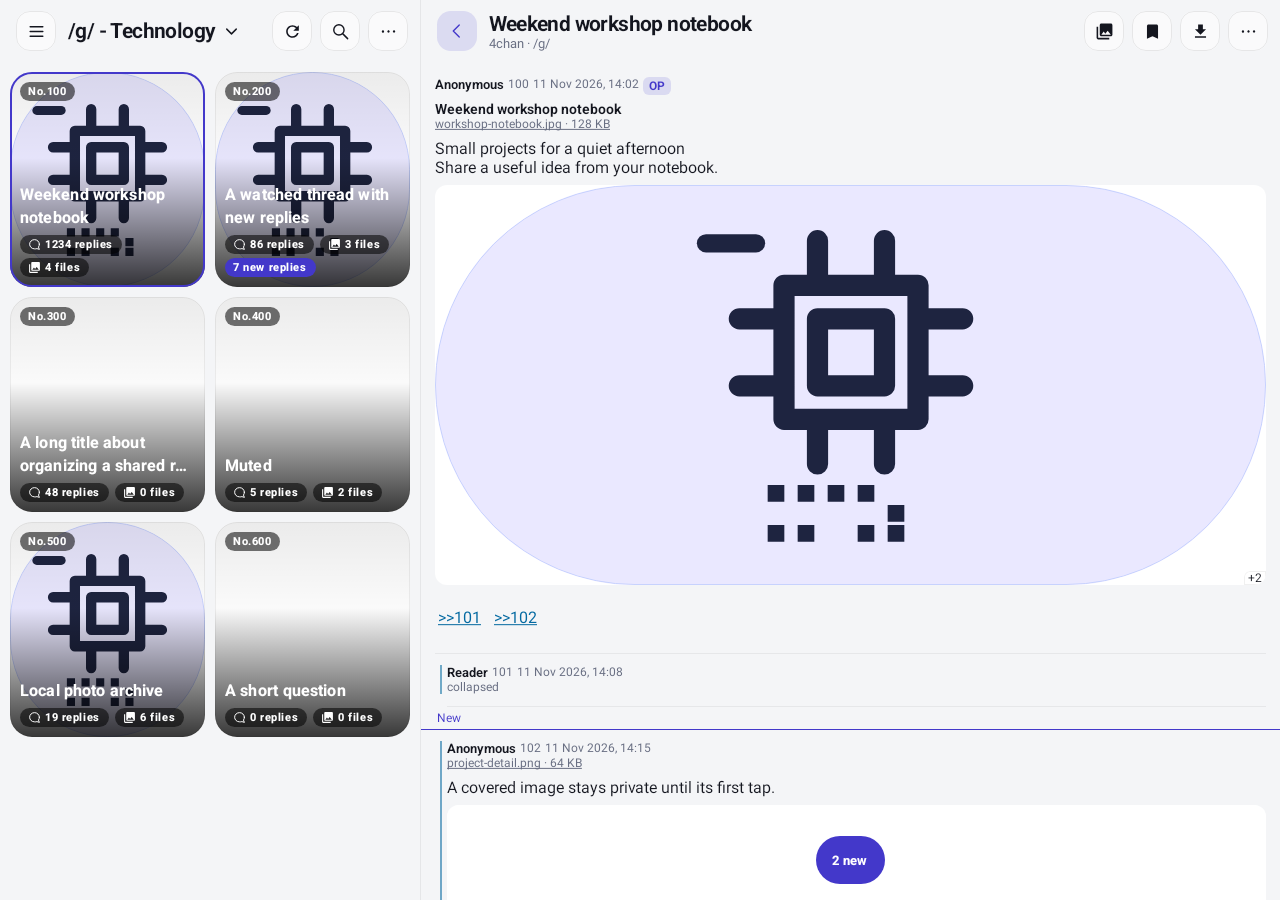 /g/ - Technology
No.100
Weekend workshop
notebook
1234 replies
4 files
No.200
A watched thread with
new replies
86 replies
3 files
7 new replies
No.300
A long title about
organizing a shared r...
48 replies
0 files
No.400
Muted
5 replies
2 files
No.500
Local photo archive
19 replies
6 files
No.600
A short question
0 replies
0 files
Weekend workshop notebook
4chan · /g/
Anonymous 100 11 Nov 2026, 14:02 OP
Weekend workshop notebook
workshop-notebook.jpg · 128 KB
Small projects for a quiet afternoon
Share a useful idea from your notebook.
+2
>>101 >>102
Reader 101 11 Nov 2026, 14:08
collapsed
New
Anonymous 102 11 Nov 2026, 14:15
project-detail.png · 64 KB
A covered image stays private until its first tap.
2 new